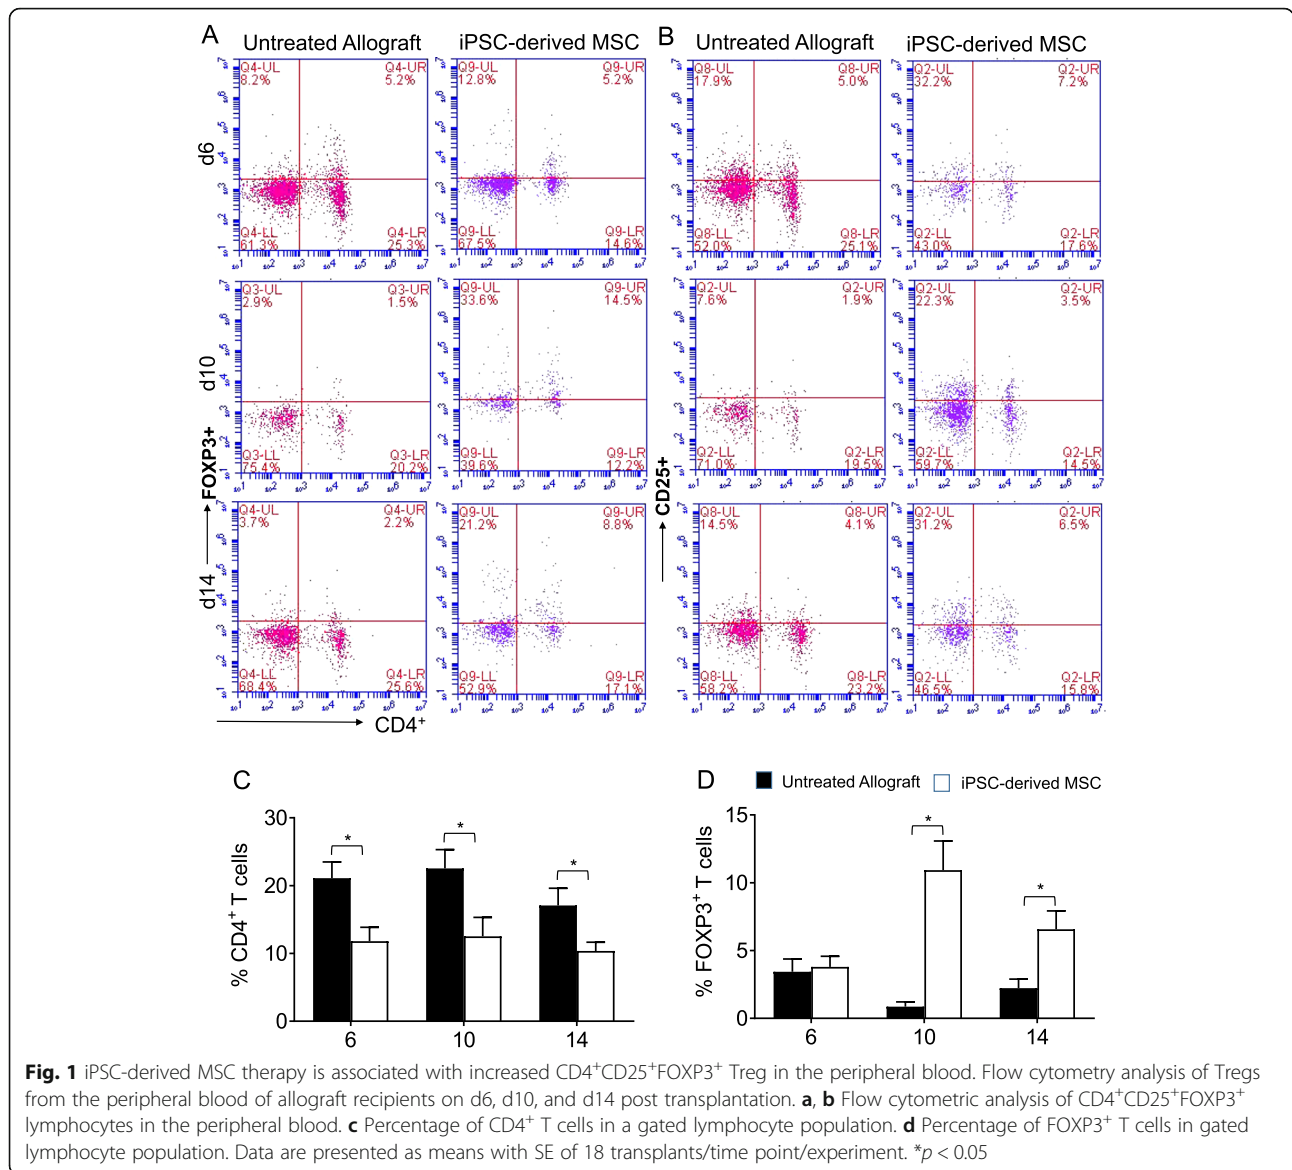 A
Untreated Allograft
iPSC-derived MSC
B
Untreated Allograft
iPSC-derived MSC
d6
Q4-UL
8.2%
Q4-UR
5.2%
Q4-LL
61.3%
Q4-LR
25.3%
Q9-UL
12.8%
Q9-UR
5.2%
Q9-LL
67.5%
Q9-LR
14.6%
Q8-UL
17.9%
Q8-UR
5.0%
Q8-LL
52.0%
Q8-LR
25.1%
Q2-UL
32.2%
Q2-UR
7.2%
Q2-LL
43.0%
Q2-LR
17.6%
d10
Q3-UL
2.9%
Q3-UR
1.5%
Q3-LL
75.4%
Q3-LR
20.2%
Q9-UL
33.6%
Q9-UR
14.5%
Q9-LL
39.6%
Q9-LR
12.2%
Q2-UL
7.6%
Q2-UR
1.9%
Q2-LL
71.0%
Q2-LR
19.5%
Q2-UL
22.3%
Q2-UR
3.5%
Q2-LL
59.7%
Q2-LR
14.5%
d14
Q4-UL
3.7%
Q4-UR
2.2%
Q4-LL
68.4%
Q4-LR
25.6%
Q9-UL
21.2%
Q9-UR
8.8%
Q9-LL
52.9%
Q9-LR
17.1%
Q8-UL
14.5%
Q8-UR
4.1%
Q8-LL
58.2%
Q8-LR
23.2%
Q2-UL
31.2%
Q2-UR
6.5%
Q2-LL
46.5%
Q2-LR
15.8%
FOXP3+
CD25+
CD4⁺
C
% CD4⁺ T cells
30
20
10
0
*
*
*
6 10 14
D
Untreated Allograft
iPSC-derived MSC
% FOXP3⁺ T cells
15
10
5
0
*
*
6 10 14
Fig. 1 iPSC-derived MSC therapy is associated with increased CD4⁺CD25⁺FOXP3⁺ Treg in the peripheral blood. Flow cytometry analysis of Tregs
from the peripheral blood of allograft recipients on d6, d10, and d14 post transplantation. a, b Flow cytometric analysis of CD4⁺CD25⁺FOXP3⁺
lymphocytes in the peripheral blood. c Percentage of CD4⁺ T cells in a gated lymphocyte population. d Percentage of FOXP3⁺ T cells in gated
lymphocyte population. Data are presented as means with SE of 18 transplants/time point/experiment. *p < 0.05